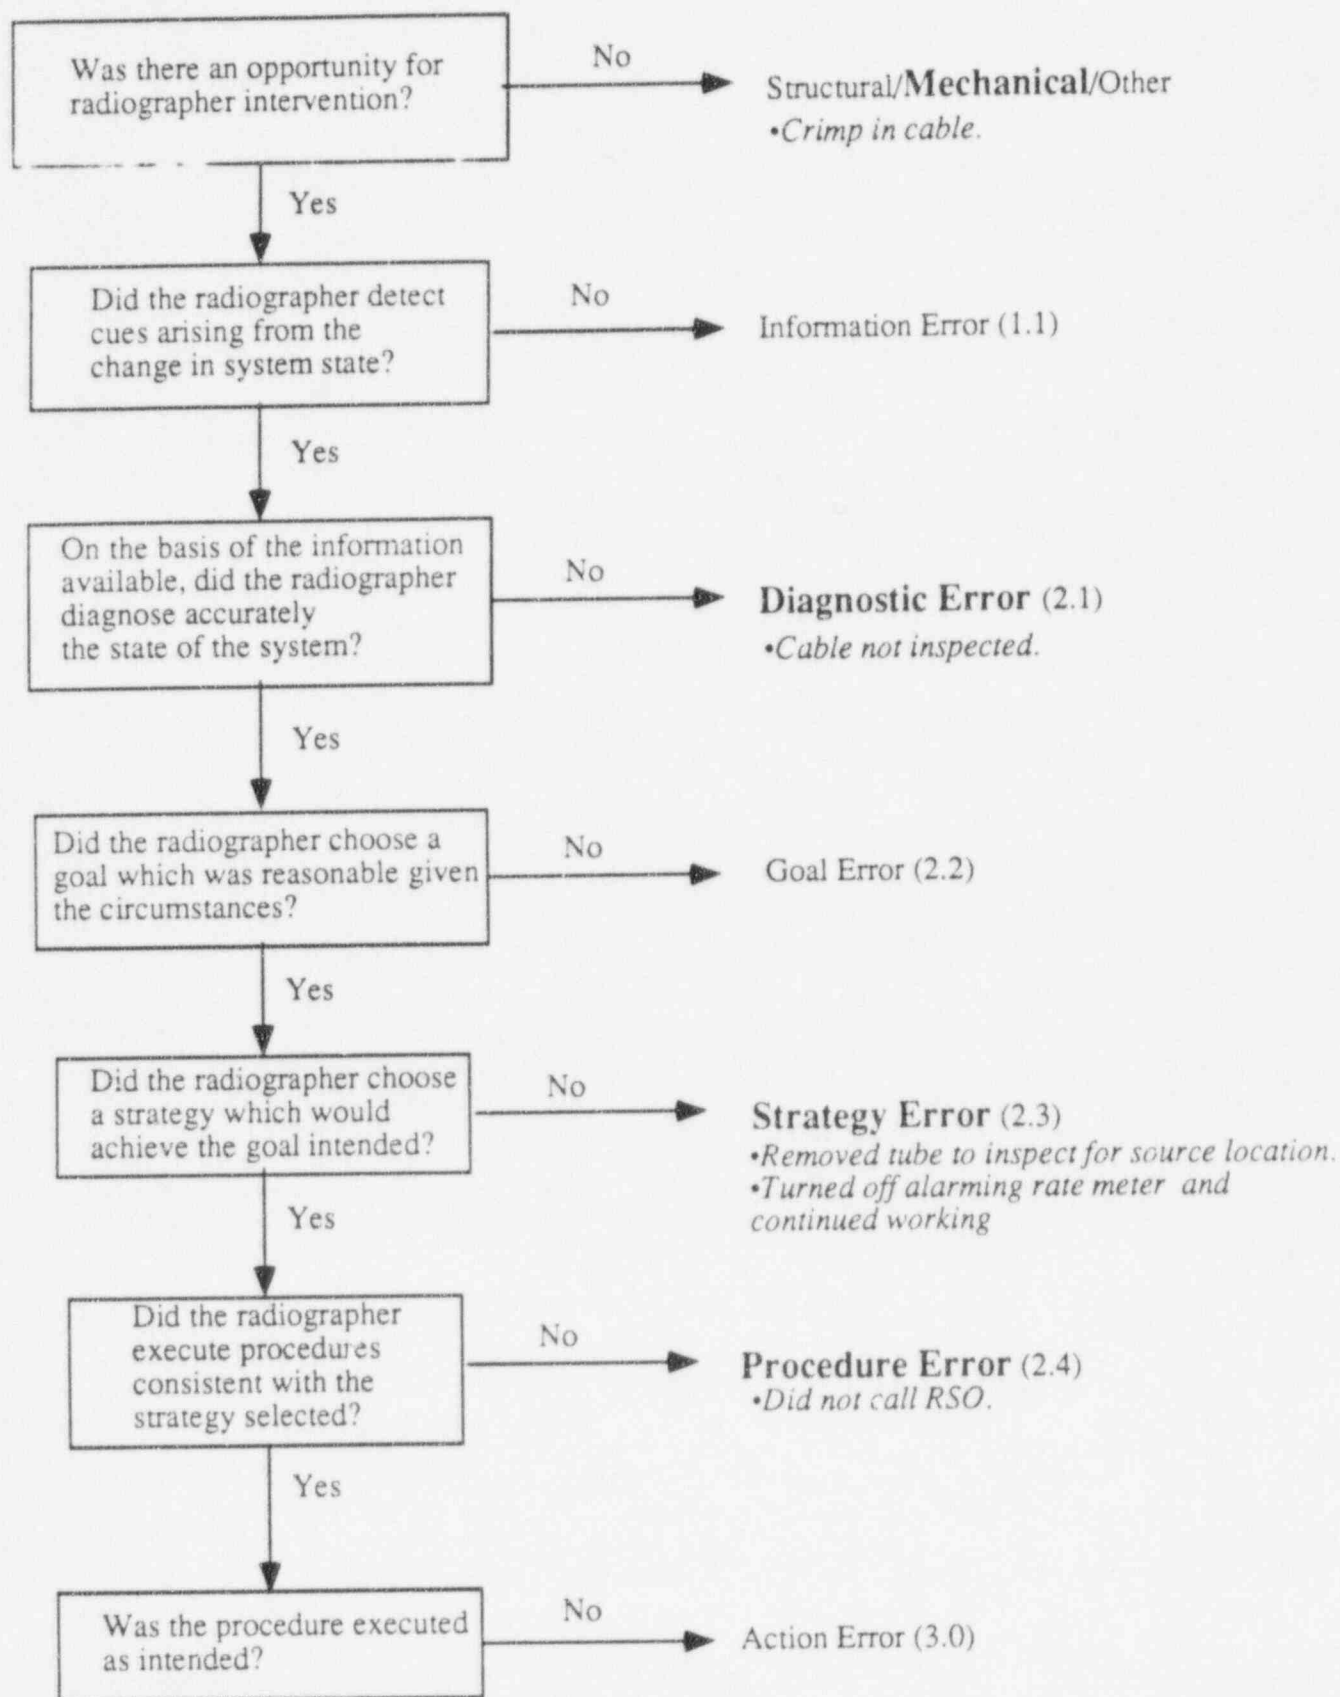 Was there an opportunity for
radiographer intervention?
No
Structural/Mechanical/Other
•Crimp in cable.
Yes
Did the radiographer detect
cues arising from the
change in system state?
No
Information Error (1.1)
Yes
On the basis of the information
available, did the radiographer
diagnose accurately
the state of the system?
No
Diagnostic Error (2.1)
•Cable not inspected.
Yes
Did the radiographer choose a
goal which was reasonable given
the circumstances?
No
Goal Error (2.2)
Yes
Did the radiographer choose
a strategy which would
achieve the goal intended?
No
Strategy Error (2.3)
•Removed tube to inspect for source location.
•Turned off alarming rate meter and
continued working
Yes
Did the radiographer
execute procedures
consistent with the
strategy selected?
No
Procedure Error (2.4)
•Did not call RSO.
Yes
Was the procedure executed
as intended?
No
Action Error (3.0)